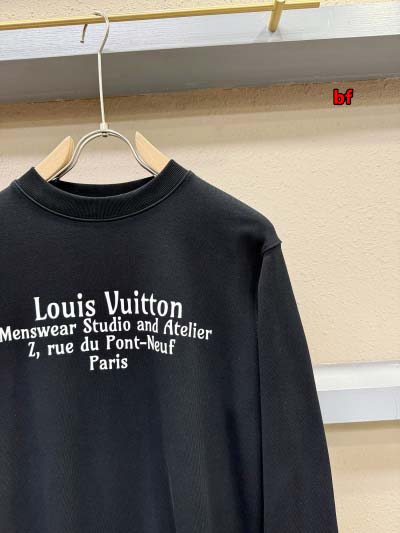 bf
Louis Vuitton
Menswear Studio and Atelier
2, rue du Pont-Neuf
Paris